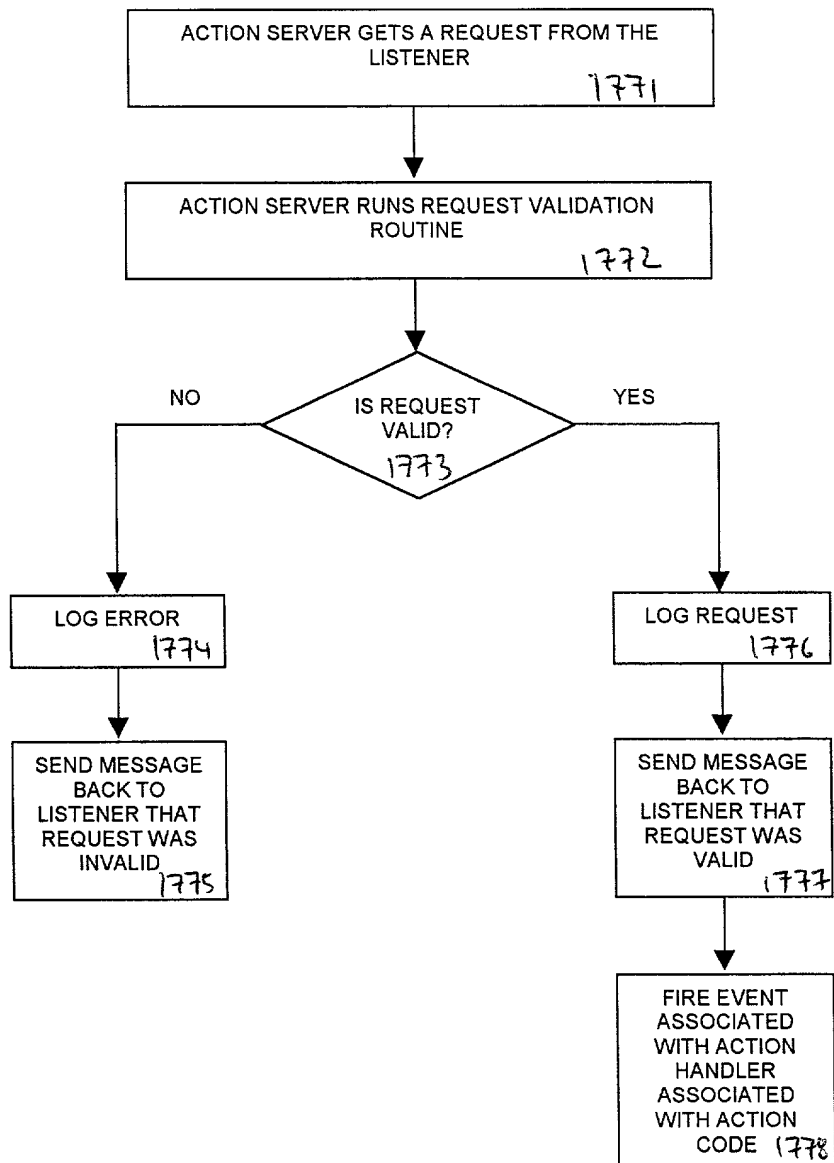 ACTION SERVER GETS A REQUEST FROM THE
LISTENER
1771
ACTION SERVER RUNS REQUEST VALIDATION
ROUTINE
1772
NO
YES
IS REQUEST
VALID?
1773
LOG ERROR
1774
LOG REQUEST
1776
SEND MESSAGE
BACK TO
LISTENER THAT
REQUEST WAS
INVALID
1775
SEND MESSAGE
BACK TO
LISTENER THAT
REQUEST WAS
VALID
1777
FIRE EVENT
ASSOCIATED
WITH ACTION
HANDLER
ASSOCIATED
WITH ACTION
CODE 1778